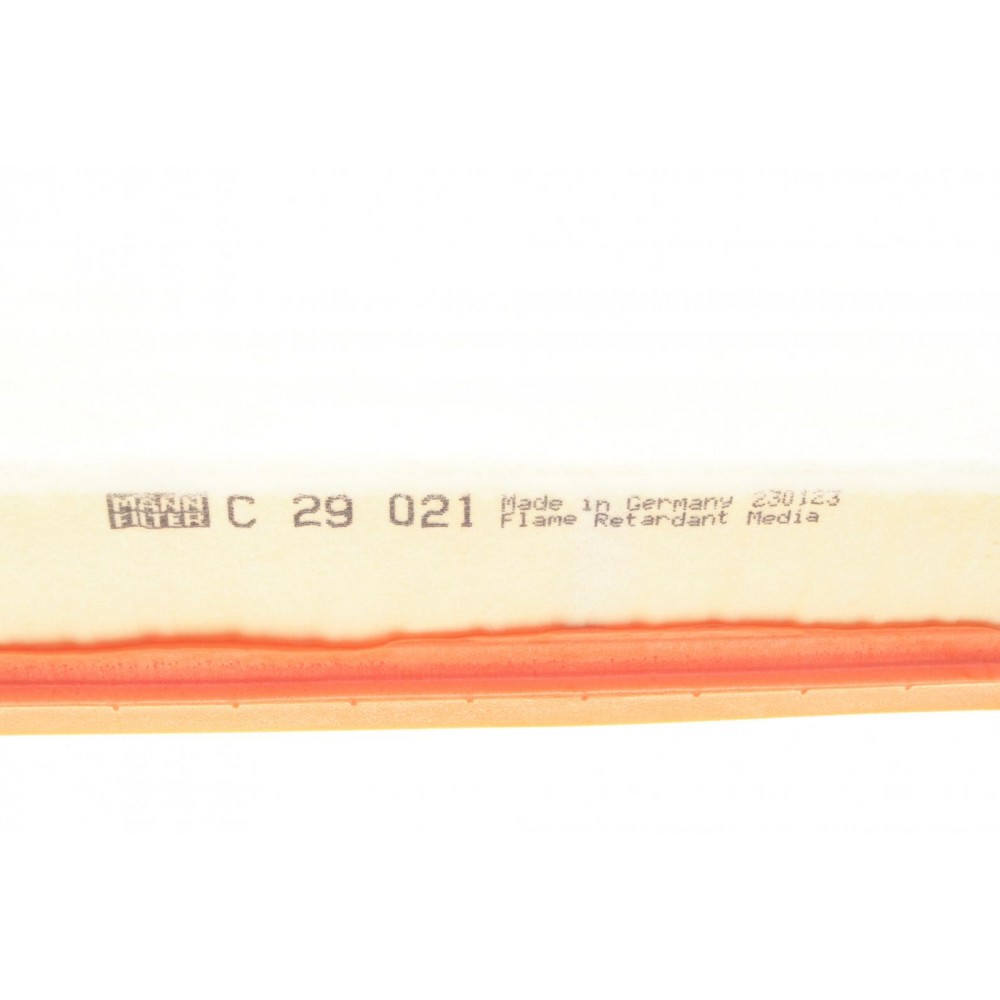 MANN FILTER C 29 021
Made in Germany 230123
Flame Retardant Media